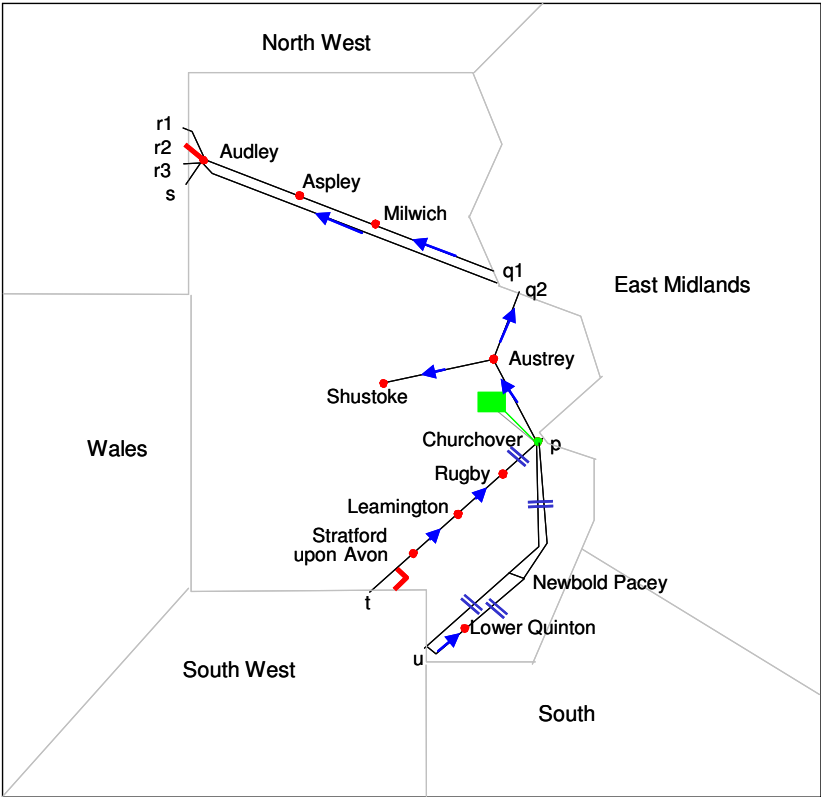 North West
r1
r2
r3
s
Audley
Aspley
Milwich
q1
q2
East Midlands
Austrey
Shustoke
Wales
Churchover
p
Rugby
Leamington
Stratford
upon Avon
Newbold Pacey
t
Lower Quinton
u
South West
South